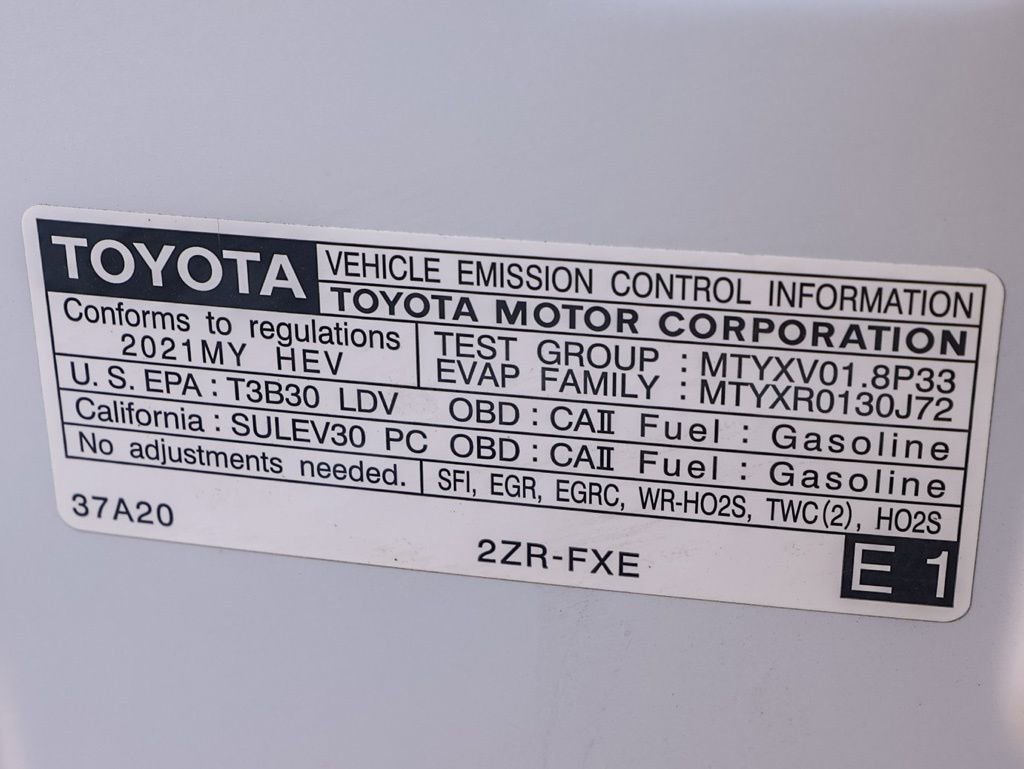 TOYOTA VEHICLE EMISSION CONTROL INFORMATION
TOYOTA MOTOR CORPORATION
Conforms to regulations
2021MY HEV
TEST GROUP : MTYXV01.8P33
EVAP FAMILY : MTYXR0130J72
U.S.EPA : T3B30 LDV OBD : CAⅡ Fuel : Gasoline
California : SULEV30 PC OBD : CAⅡ Fuel : Gasoline
No adjustments needed. SFI, EGR, EGRC, WR-HO2S, TWC(2), HO2S
37A20 2ZR-FXE E 1